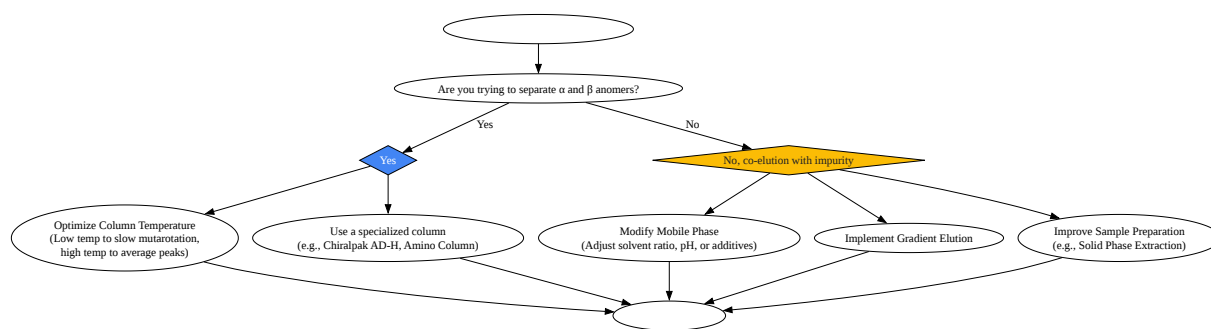 Are you trying to separate α and β anomers?
Yes
No
Yes
No, co-elution with impurity
Optimize Column Temperature
(Low temp to slow mutarotation,
high temp to average peaks)
Use a specialized column
(e.g., Chiralpak AD-H, Amino Column)
Modify Mobile Phase
(Adjust solvent ratio, pH, or additives)
Implement Gradient Elution
Improve Sample Preparation
(e.g., Solid Phase Extraction)